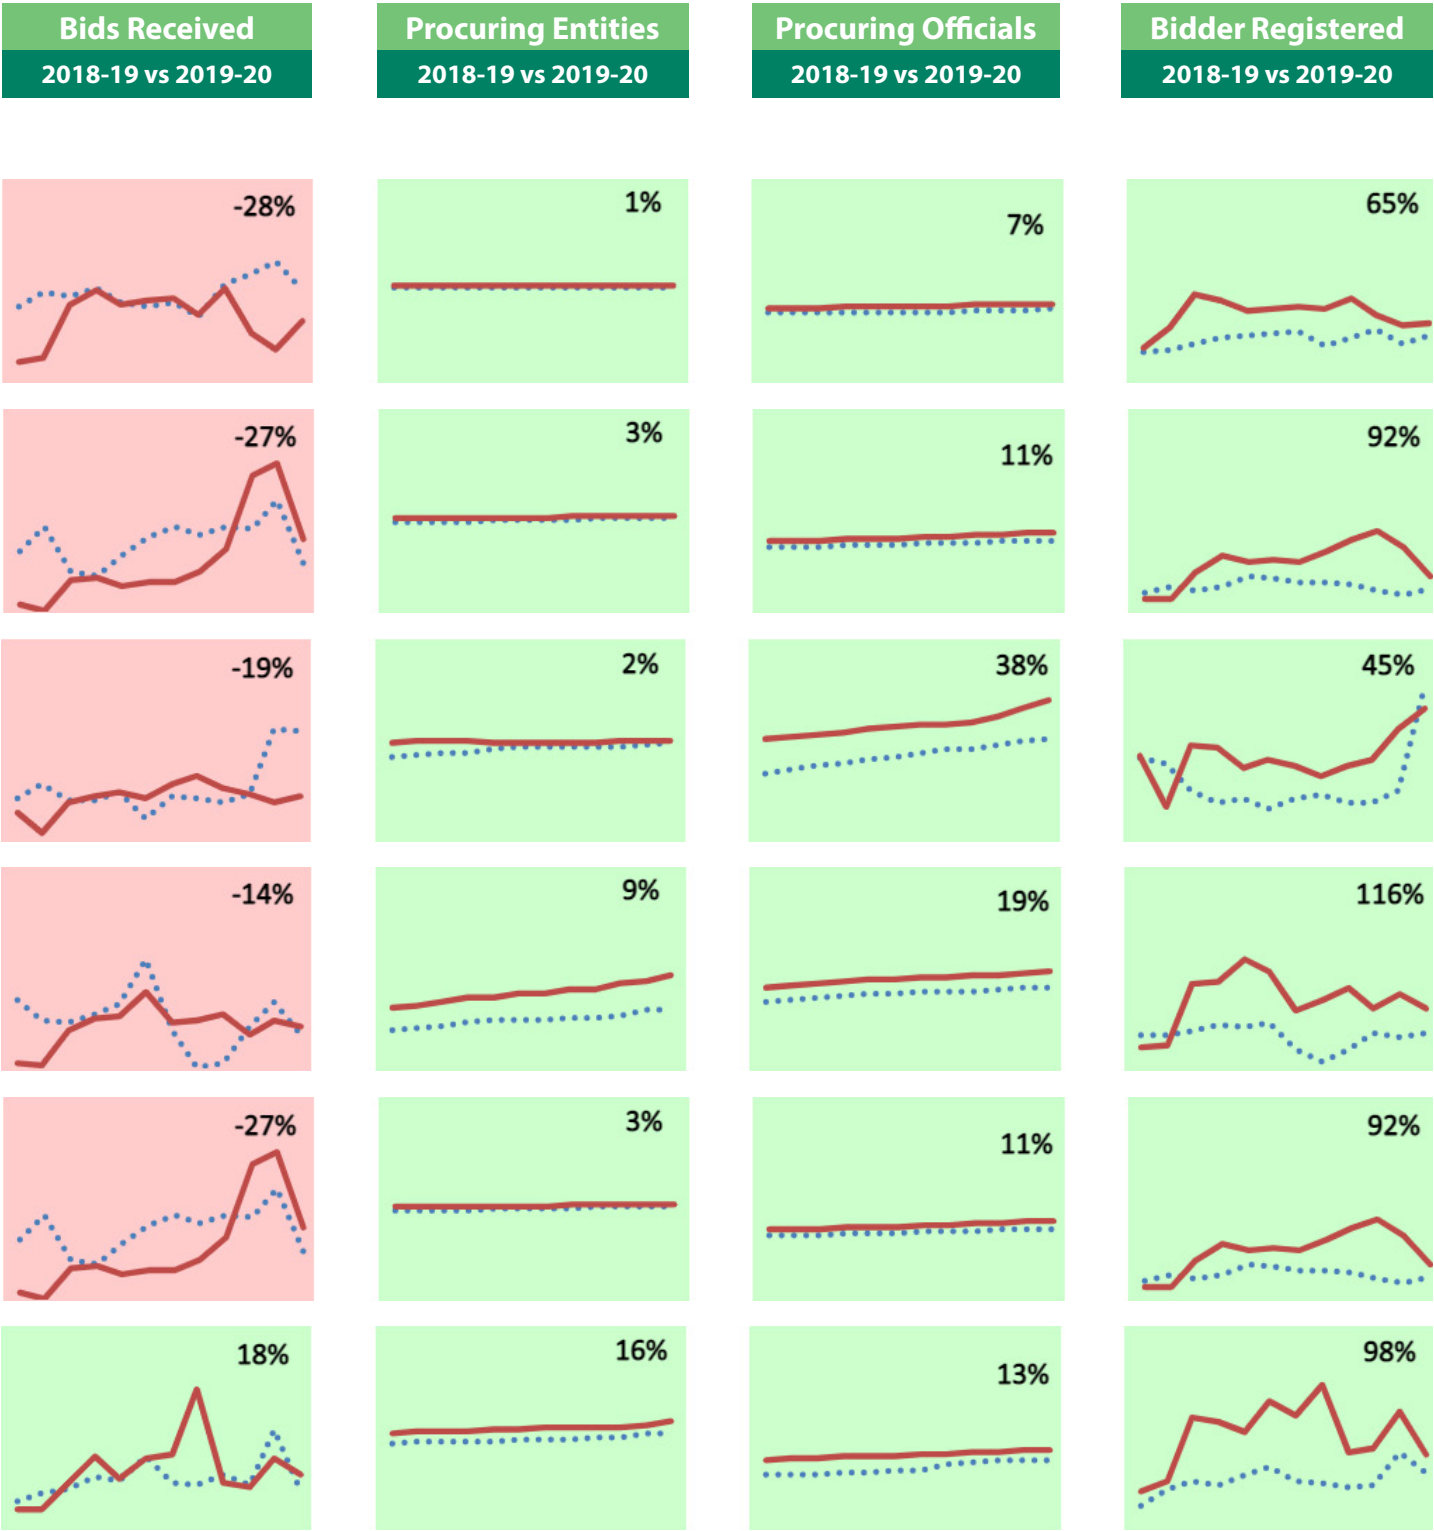 Bids Received Procuring Entities Procuring Officials Bidder Registered
2018-19 vs 2019-20 2018-19 vs 2019-20 2018-19 vs 2019-20 2018-19 vs 2019-20
-28% 1% 7% 65%
-27% 3% 11% 92%
-19% 2% 38% 45%
-14% 9% 19% 116%
-27% 3% 11% 92%
18% 16% 13% 98%